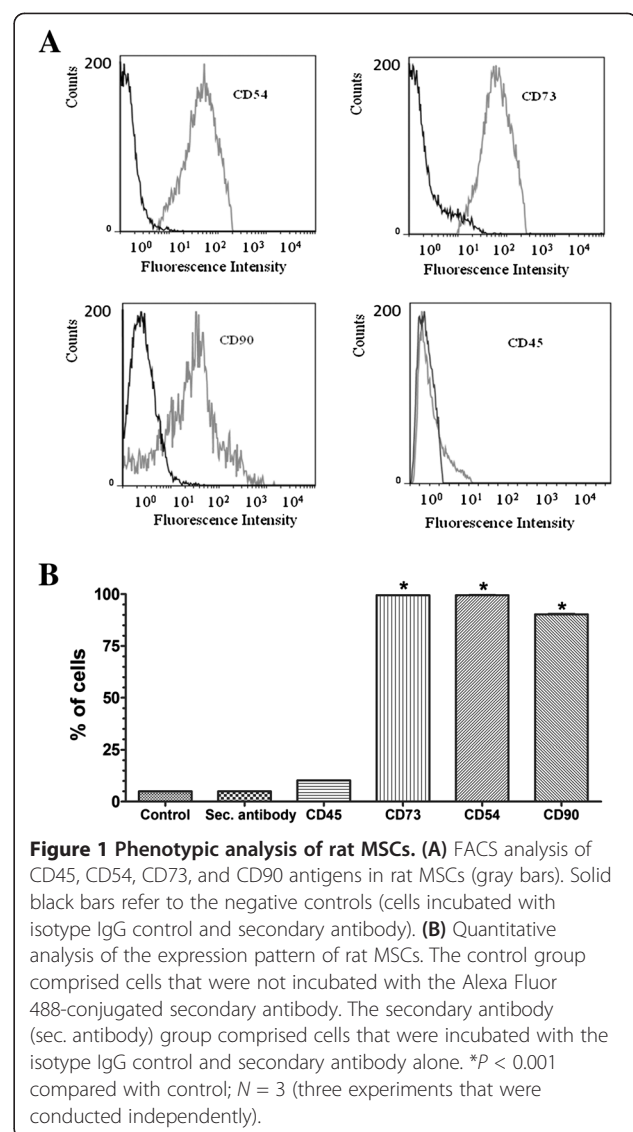 A
200
Counts
CD54
0
10⁰ 10¹ 10² 10³ 10⁴
Fluorescence Intensity
200
Counts
CD73
0
10⁰ 10¹ 10² 10³ 10⁴
Fluorescence Intensity
200
Counts
CD90
0
10⁰ 10¹ 10² 10³ 10⁴
Fluorescence Intensity
200
Counts
CD45
0
10⁰ 10¹ 10² 10³ 10⁴
Fluorescence Intensity
B
% of cells
100
75
50
25
0
* * *
Control Sec. antibody CD45 CD73 CD54 CD90
Figure 1 Phenotypic analysis of rat MSCs. (A) FACS analysis of
CD45, CD54, CD73, and CD90 antigens in rat MSCs (gray bars). Solid
black bars refer to the negative controls (cells incubated with
isotype IgG control and secondary antibody). (B) Quantitative
analysis of the expression pattern of rat MSCs. The control group
comprised cells that were not incubated with the Alexa Fluor
488-conjugated secondary antibody. The secondary antibody
(sec. antibody) group comprised cells that were incubated with the
isotype IgG control and secondary antibody alone. *P < 0.001
compared with control; N = 3 (three experiments that were
conducted independently).